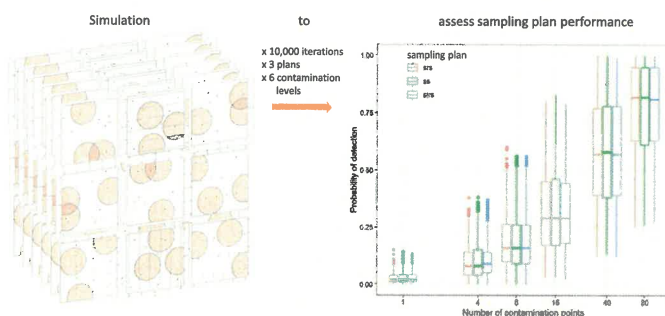 Simulation to assess sampling plan performance
x 10,000 iterations
x 3 plans
x 6 contamination
levels
sampling plan
srs
ss
strs
Probability of detection
1.00
0.75
0.50
0.25
0.00
1 4 8 16 40 80
Number of contamination points